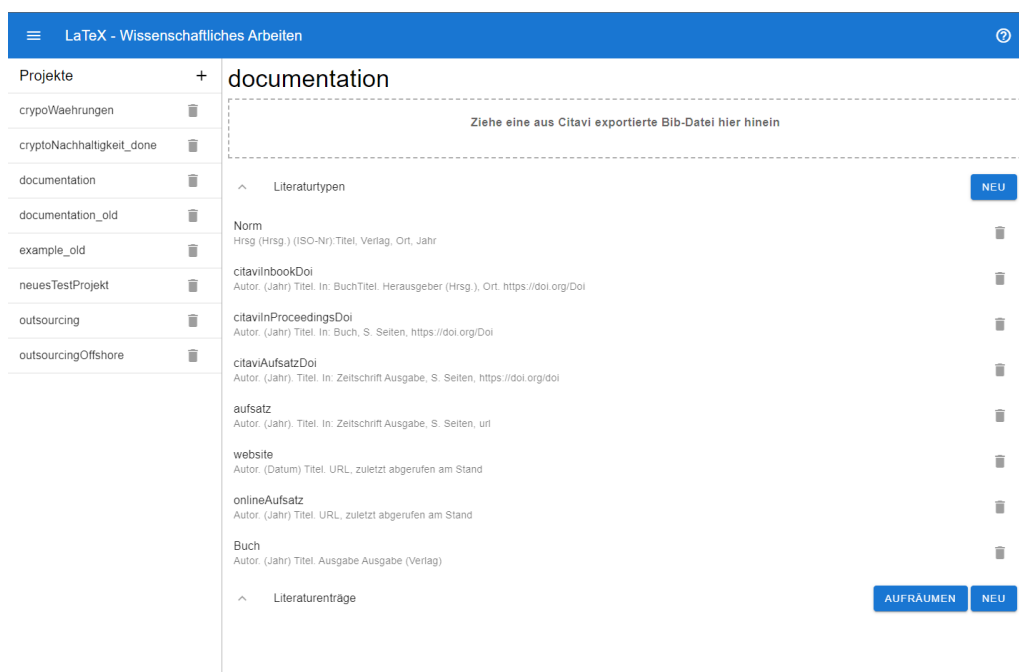 LaTeX - Wissenschaftliches Arbeiten
Projekte
crypoWaehrungen
cryptoNachhaltigkeit_done
documentation
documentation_old
example_old
neuesTestProjekt
outsourcing
outsourcingOffshore
documentation
Ziehe eine aus Citavi exportierte Bib-Datei hier hinein
Literaturtypen
NEU
Norm
Hrsg (Hrsg.) (ISO-Nr):Titel, Verlag, Ort, Jahr
citaviInbookDoi
Autor. (Jahr) Titel. In: BuchTitel. Herausgeber (Hrsg.), Ort. https://doi.org/Doi
citaviInProceedingsDoi
Autor. (Jahr) Titel. In: Buch, S. Seiten, https://doi.org/Doi
citaviAufsatzDoi
Autor. (Jahr). Titel. In: Zeitschrift Ausgabe, S. Seiten, https://doi.org/doi
aufsatz
Autor. (Jahr). Titel. In: Zeitschrift Ausgabe, S. Seiten, url
website
Autor. (Datum) Titel. URL, zuletzt abgerufen am Stand
onlineAufsatz
Autor. (Jahr) Titel. URL, zuletzt abgerufen am Stand
Buch
Autor. (Jahr) Titel. Ausgabe Ausgabe (Verlag)
Literaturenträge
AUFRÄUMEN
NEU